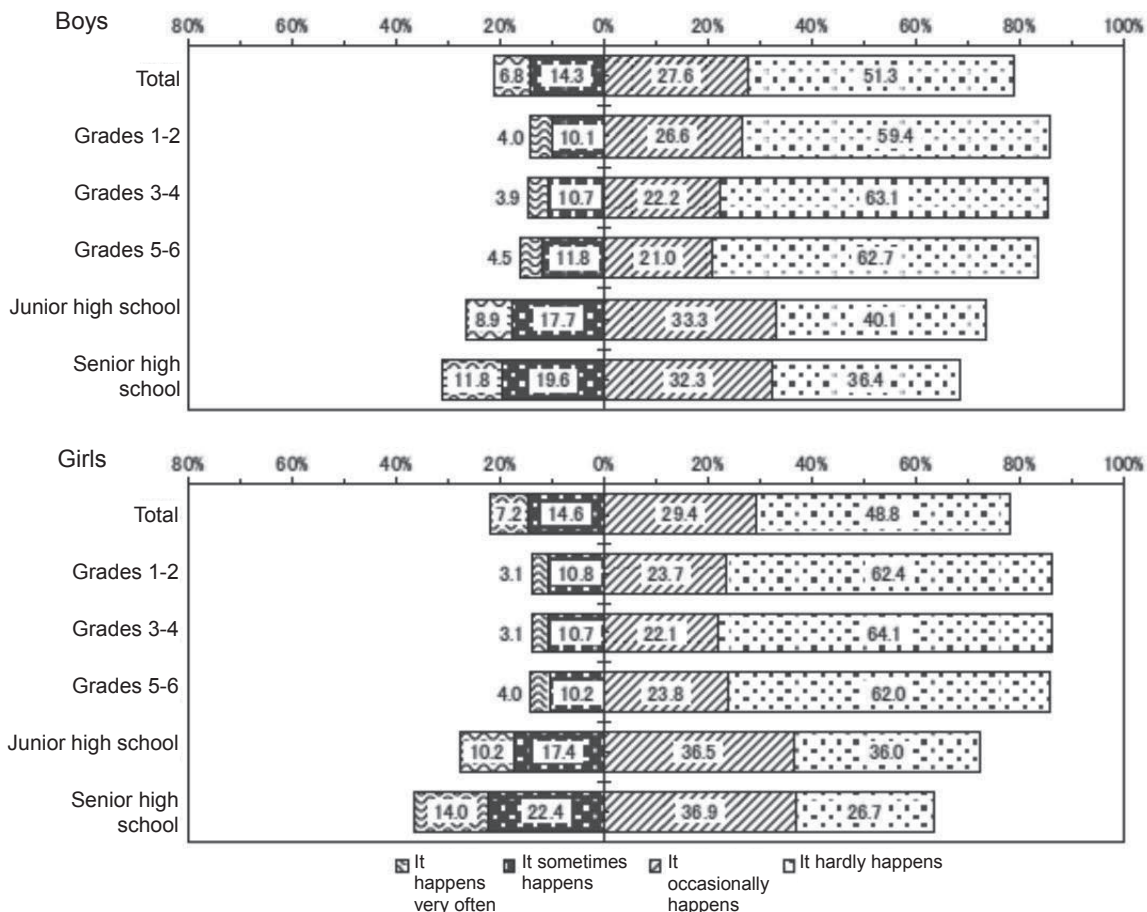 Boys
80% 60% 40% 20% 0% 20% 40% 60% 80% 100%
Total 6.8 14.3 27.6 51.3
Grades 1-2 4.0 10.1 26.6 59.4
Grades 3-4 3.9 10.7 22.2 63.1
Grades 5-6 4.5 11.8 21.0 62.7
Junior high school 8.9 17.7 33.3 40.1
Senior high
school 11.8 19.6 32.3 36.4
Girls
80% 60% 40% 20% 0% 20% 40% 60% 80% 100%
Total 7.2 14.6 29.4 48.8
Grades 1-2 3.1 10.8 23.7 62.4
Grades 3-4 3.1 10.7 22.1 64.1
Grades 5-6 4.0 10.2 23.8 62.0
Junior high school 10.2 17.4 36.5 36.0
Senior high
school 14.0 22.4 36.9 26.7
It
happens
very often
It sometimes
happens
It
occasionally
happens
It hardly happens